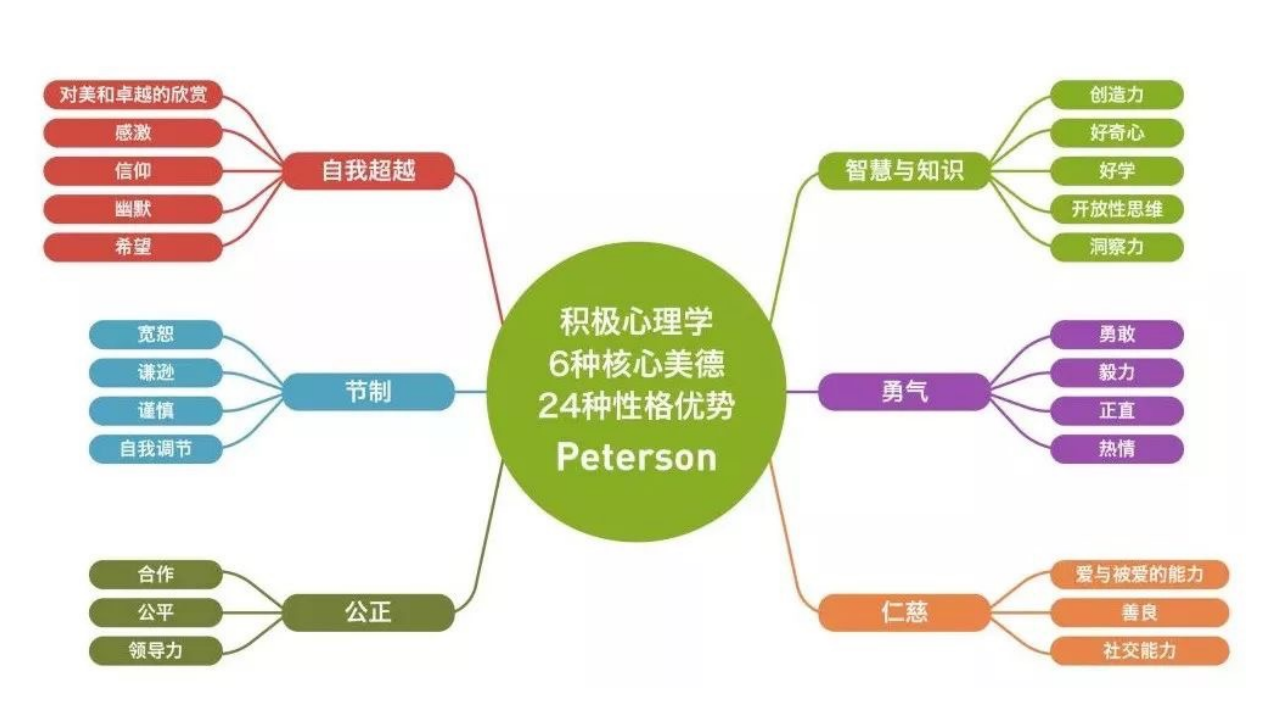 积极心理学
6种核心美德
24种性格优势
Peterson
自我超越
对美和卓越的欣赏
感激
信仰
幽默
希望
节制
宽恕
谦逊
谨慎
自我调节
公正
合作
公平
领导力
智慧与知识
创造力
好奇心
好学
开放性思维
洞察力
勇气
勇敢
毅力
正直
热情
仁慈
爱与被爱的能力
善良
社交能力